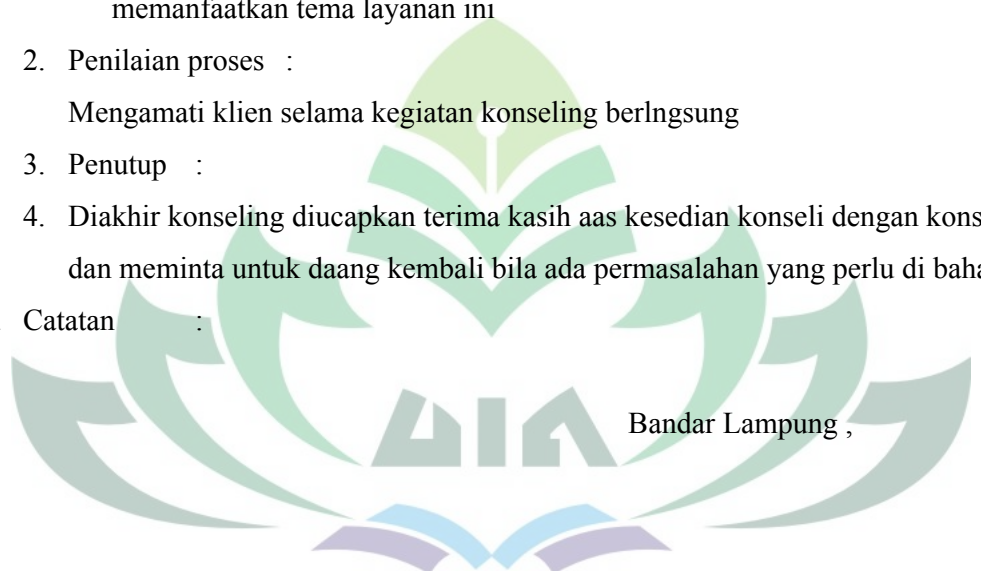 memanfaatkan tema layanan ini
2. Penilaian proses :
Mengamati klien selama kegiatan konseling berlngsung
3. Penutup :
4. Diakhir konseling diucapkan terima kasih aas kesedian konseli dengan kons
dan meminta untuk daang kembali bila ada permasalahan yang perlu di baha
Catatan :
UIN
Bandar Lampung ,